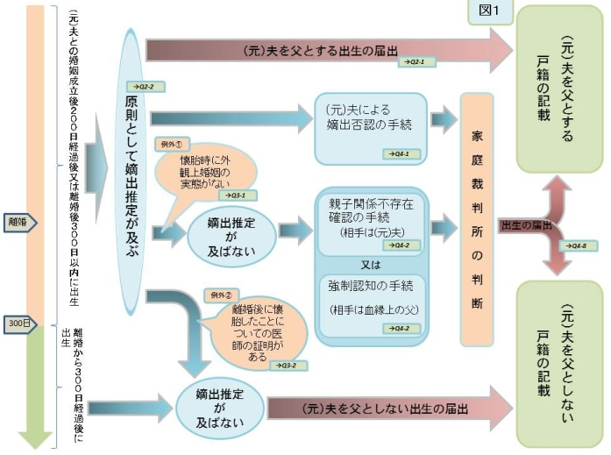 図1
(元)夫との婚姻成立後200日経過後又は離婚後300日以内に出生
離婚
300日
離婚から300日経過後に
出生
→Q2-2
原則として嫡出推定が及ぶ
(元)夫を父とする出生の届出
→Q2-1
(元)夫による
嫡出否認の手続
→Q4-1
例外①
懐胎時に外
観上婚姻の
実態がない
→Q3-1
嫡出推定
が
及ばない
親子関係不存在
確認の手続
(相手は(元)夫)
→Q4-2
又は
強制認知の手続
(相手は血縁上の父)
→Q4-2
例外②
離婚後に懐
胎したことに
ついての医
師の証明が
ある
→Q3-2
嫡出推定
が
及ばない
(元)夫を父としない出生の届出
家庭裁判所の判断
出生の届出
→Q4-8
(元)夫を父とする
戸籍の記載
(元)夫を父としない
戸籍の記載